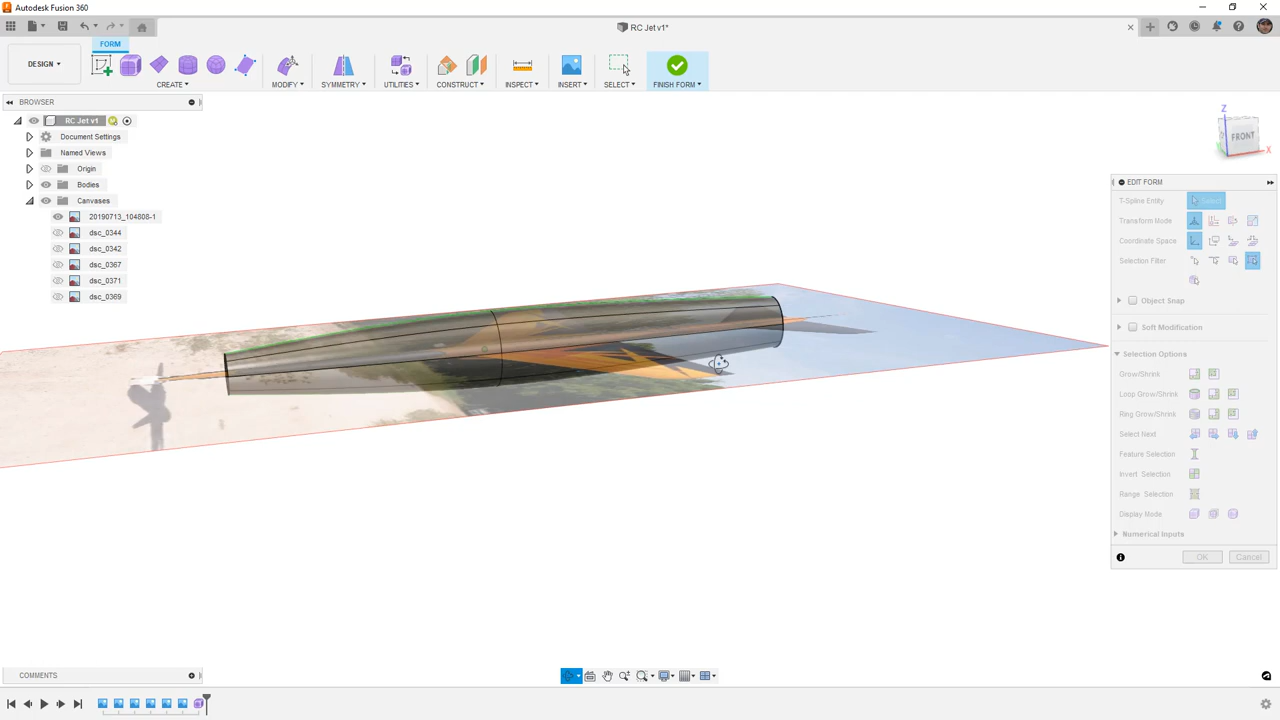 Autodesk Fusion 360
RC Jet v1*
FORM
DESIGN
CREATE
MODIFY
SYMMETRY
UTILITIES
CONSTRUCT
INSPECT
INSERT
SELECT
FINISH FORM
BROWSER
RC Jet v1
Document Settings
Named Views
Origin
Bodies
Canvases
20190713_104808-1
dsc_0344
dsc_0342
dsc_0367
dsc_0371
dsc_0369
Z
FRONT
X
EDIT FORM
T-Spline Entity
Select
Transform Mode
Coordinate Space
Selection Filter
Object Snap
Soft Modification
Selection Options
Grow/Shrink
Loop Grow/Shrink
Ring Grow/Shrink
Select Next
Feature Selection
Invert Selection
Range Selection
Display Mode
Numerical Inputs
OK
Cancel
COMMENTS